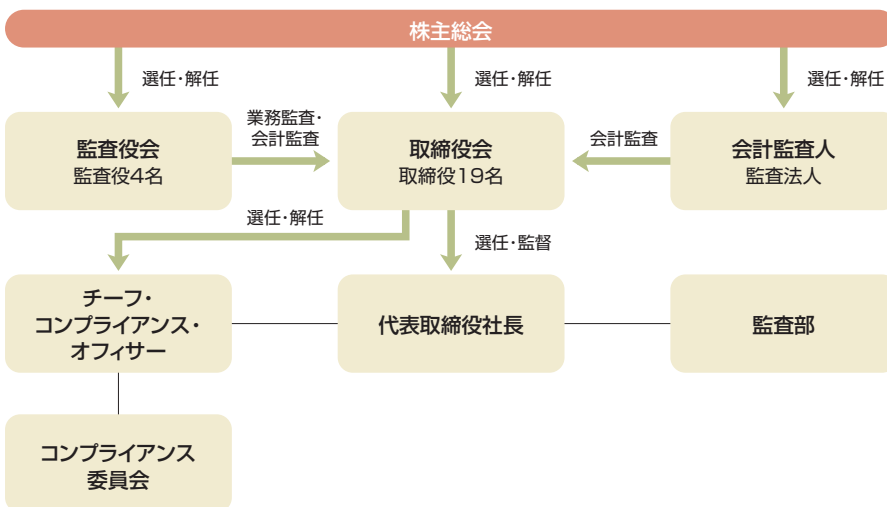 株主総会
選任・解任
選任・解任
選任・解任
監査役会
監査役4名
業務監査・
会計監査
取締役会
取締役19名
会計監査
会計監査人
監査法人
選任・解任
選任・監督
チーフ・
コンプライアンス・
オフィサー
代表取締役社長
監査部
コンプライアンス
委員会